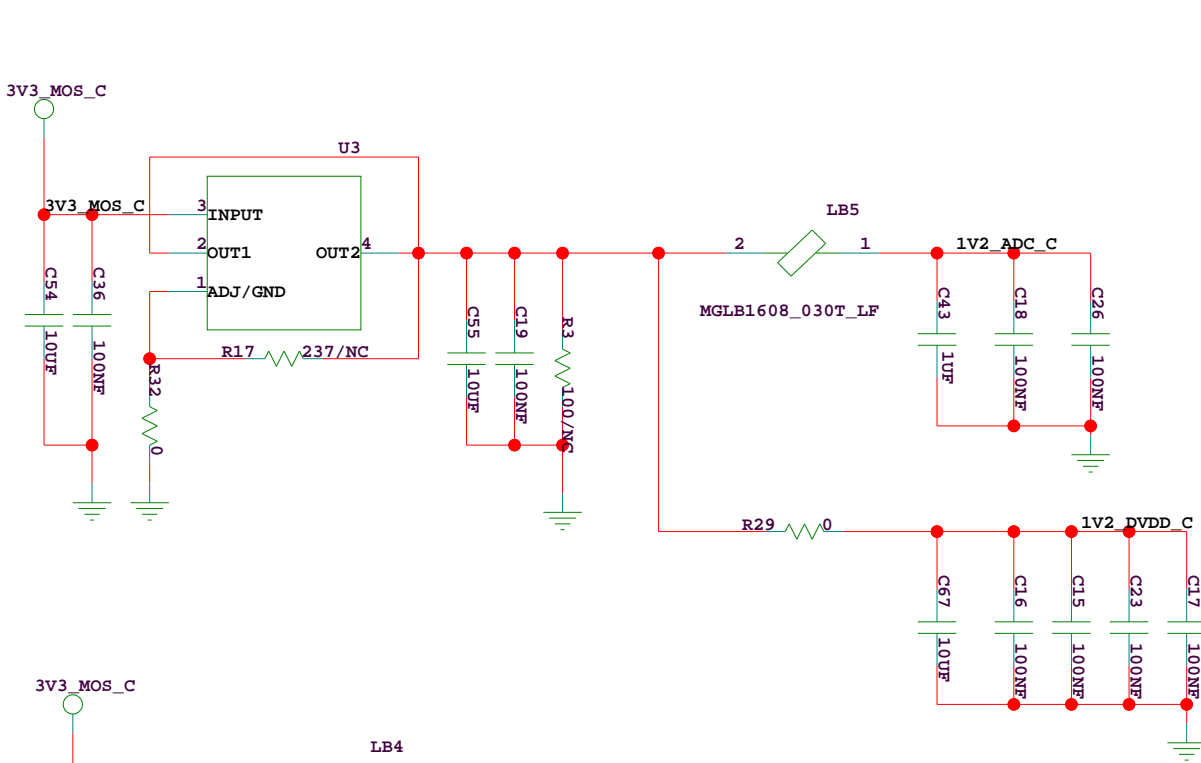 3V3_MOS_C
U3
3V3_MOS_C
3
INPUT
2
OUT1
OUT2
4
1
ADJ/GND
C54
10UF
C36
100NF
R17
237/NC
R32
0
C55
10UF
C19
100NF
R3
100/NC
LB5
2
1
MGLB1608_030T_LF
1V2_ADC_C
C43
1UF
C18
100NF
C26
100NF
R29
0
1V2_DVDD_C
C67
10UF
C16
100NF
C15
100NF
C23
100NF
C17
100NF
3V3_MOS_C
LB4